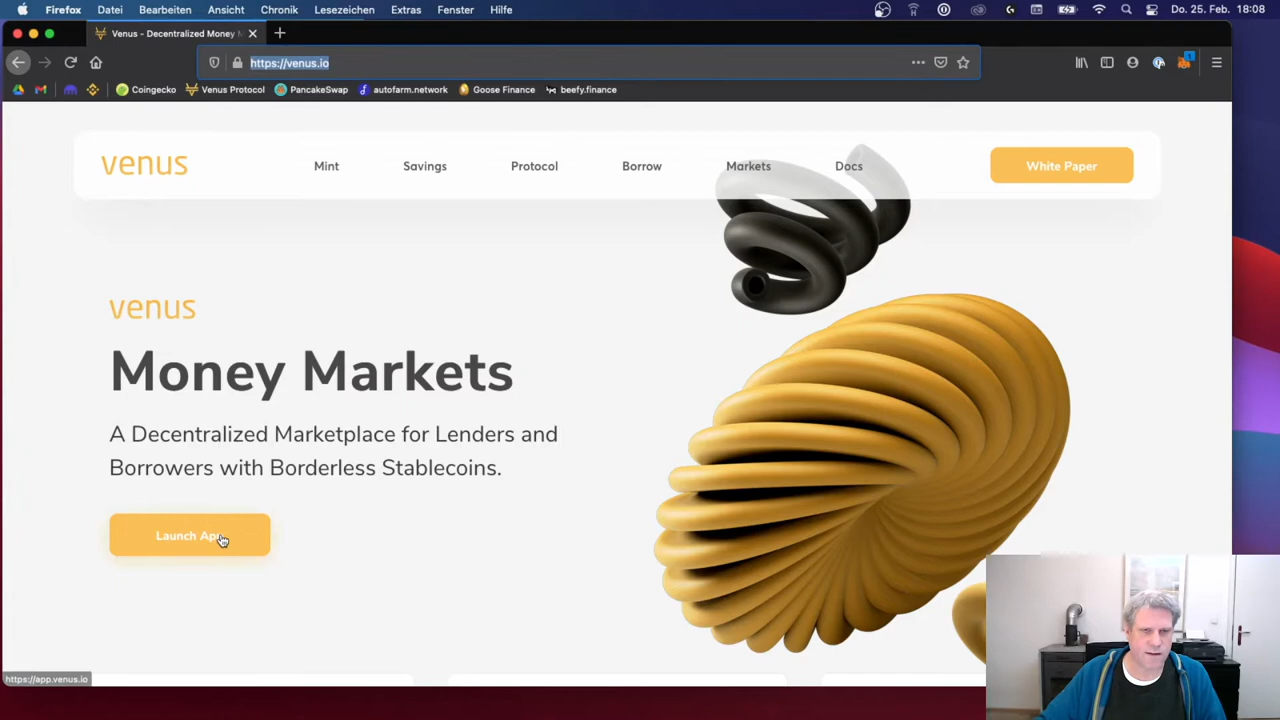 Firefox Datei Bearbeiten Ansicht Chronik Lesezeichen Extras Fenster Hilfe Do. 25. Feb. 18:08
Venus - Decentralized Money M
https://venus.io
Coingecko Venus Protocol PancakeSwap autofarm.network Goose Finance beefy.finance
venus Mint Savings Protocol Borrow Markets Docs White Paper
venus
Money Markets
A Decentralized Marketplace for Lenders and
Borrowers with Borderless Stablecoins.
Launch App
https://app.venus.io